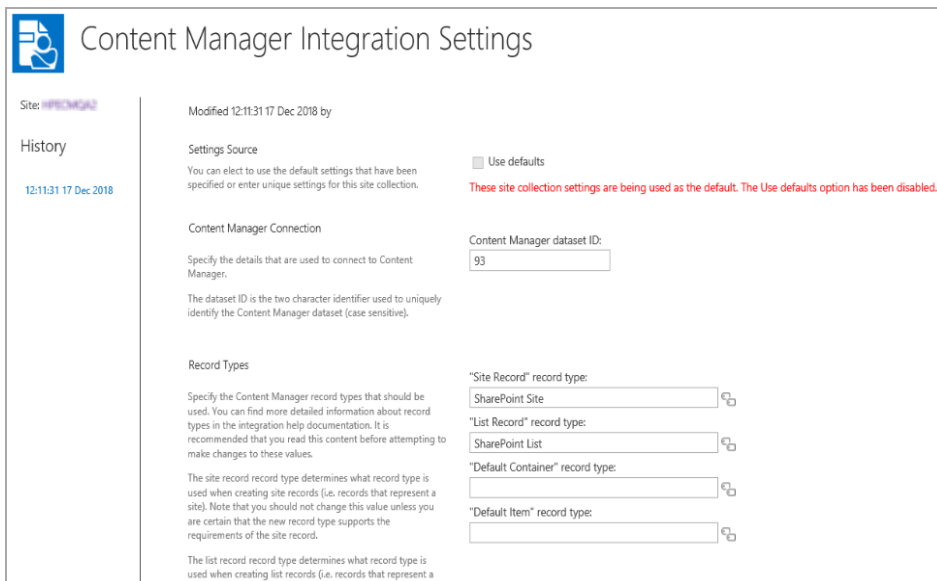 Content Manager Integration Settings
Site:
History
12:11:31 17 Dec 2018
Modified 12:11:31 17 Dec 2018 by
Settings Source
You can elect to use the default settings that have been
specified or enter unique settings for this site collection.
Use defaults
These site collection settings are being used as the default. The Use defaults option has been disabled.
Content Manager Connection
Specify the details that are used to connect to Content
Manager.
The dataset ID is the two character identifier used to uniquely
identify the Content Manager dataset (case sensitive).
Content Manager dataset ID:
93
Record Types
Specify the Content Manager record types that should be
used. You can find more detailed information about record
types in the integration help documentation. It is
recommended that you read this content before attempting to
make changes to these values.
The site record record type determines what record type is
used when creating site records (i.e. records that represent a
site). Note that you should not change this value unless you
are certain that the new record type supports the
requirements of the site record.
The list record record type determines what record type is
used when creating list records (i.e. records that represent a
"Site Record" record type:
SharePoint Site
"List Record" record type:
SharePoint List
"Default Container" record type:
"Default Item" record type: